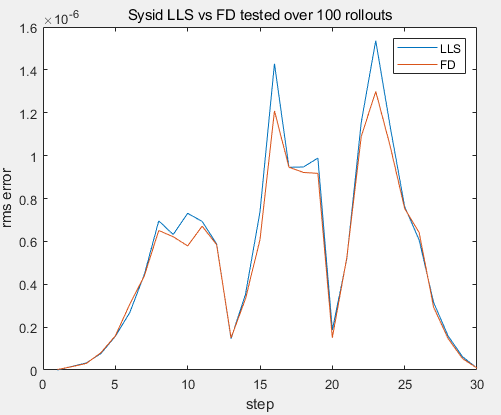 Sysid LLS vs FD tested over 100 rollouts
×10⁻⁶
1.6
1.4
1.2
1
0.8
0.6
0.4
0.2
0
rms error
LLS
FD
0 5 10 15 20 25 30
step